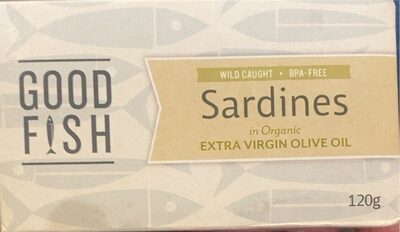 GOOD
FISH
WILD CAUGHT • BPA-FREE
Sardines
in Organic
EXTRA VIRGIN OLIVE OIL
120g